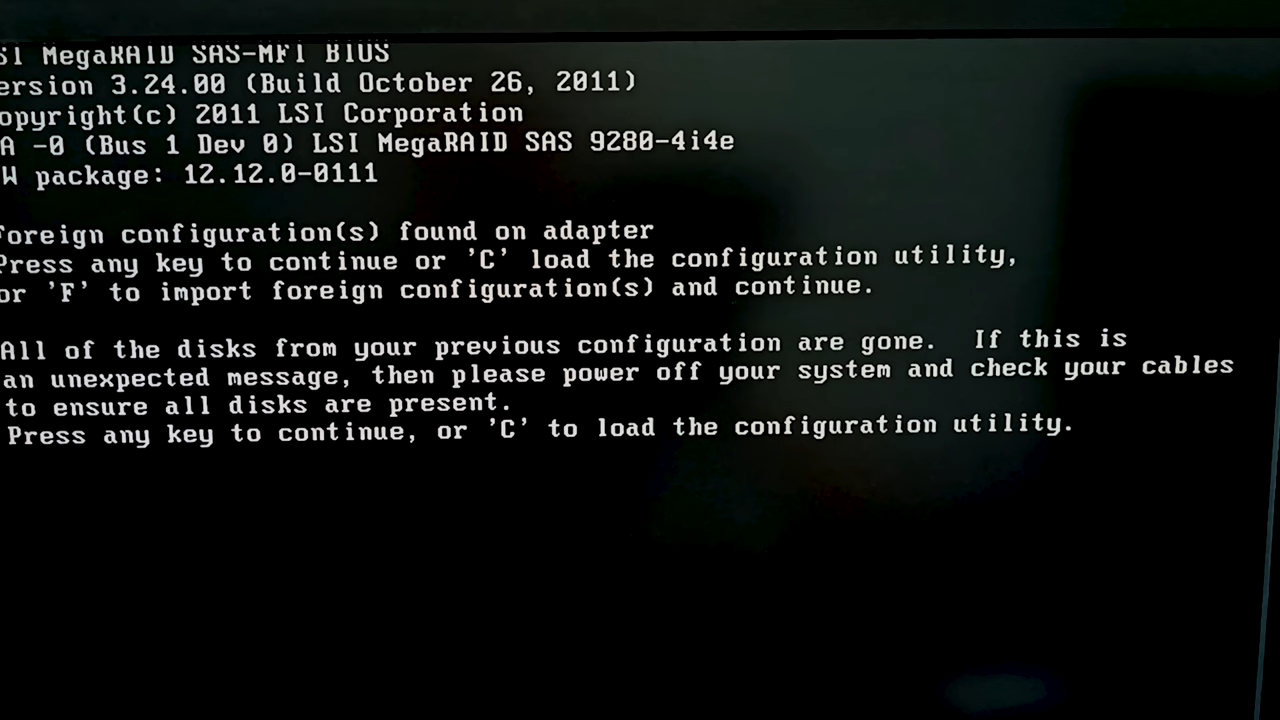 SI MegaRAID SAS-MFI BIOS
ersion 3.24.00 (Build October 26, 2011)
opyright(c) 2011 LSI Corporation
A -0 (Bus 1 Dev 0) LSI MegaRAID SAS 9280-4i4e
W package: 12.12.0-0111
Foreign configuration(s) found on adapter
Press any key to continue or 'C' load the configuration utility,
or 'F' to import foreign configuration(s) and continue.
All of the disks from your previous configuration are gone.  If this is
an unexpected message, then please power off your system and check your cables
to ensure all disks are present.
Press any key to continue, or 'C' to load the configuration utility.